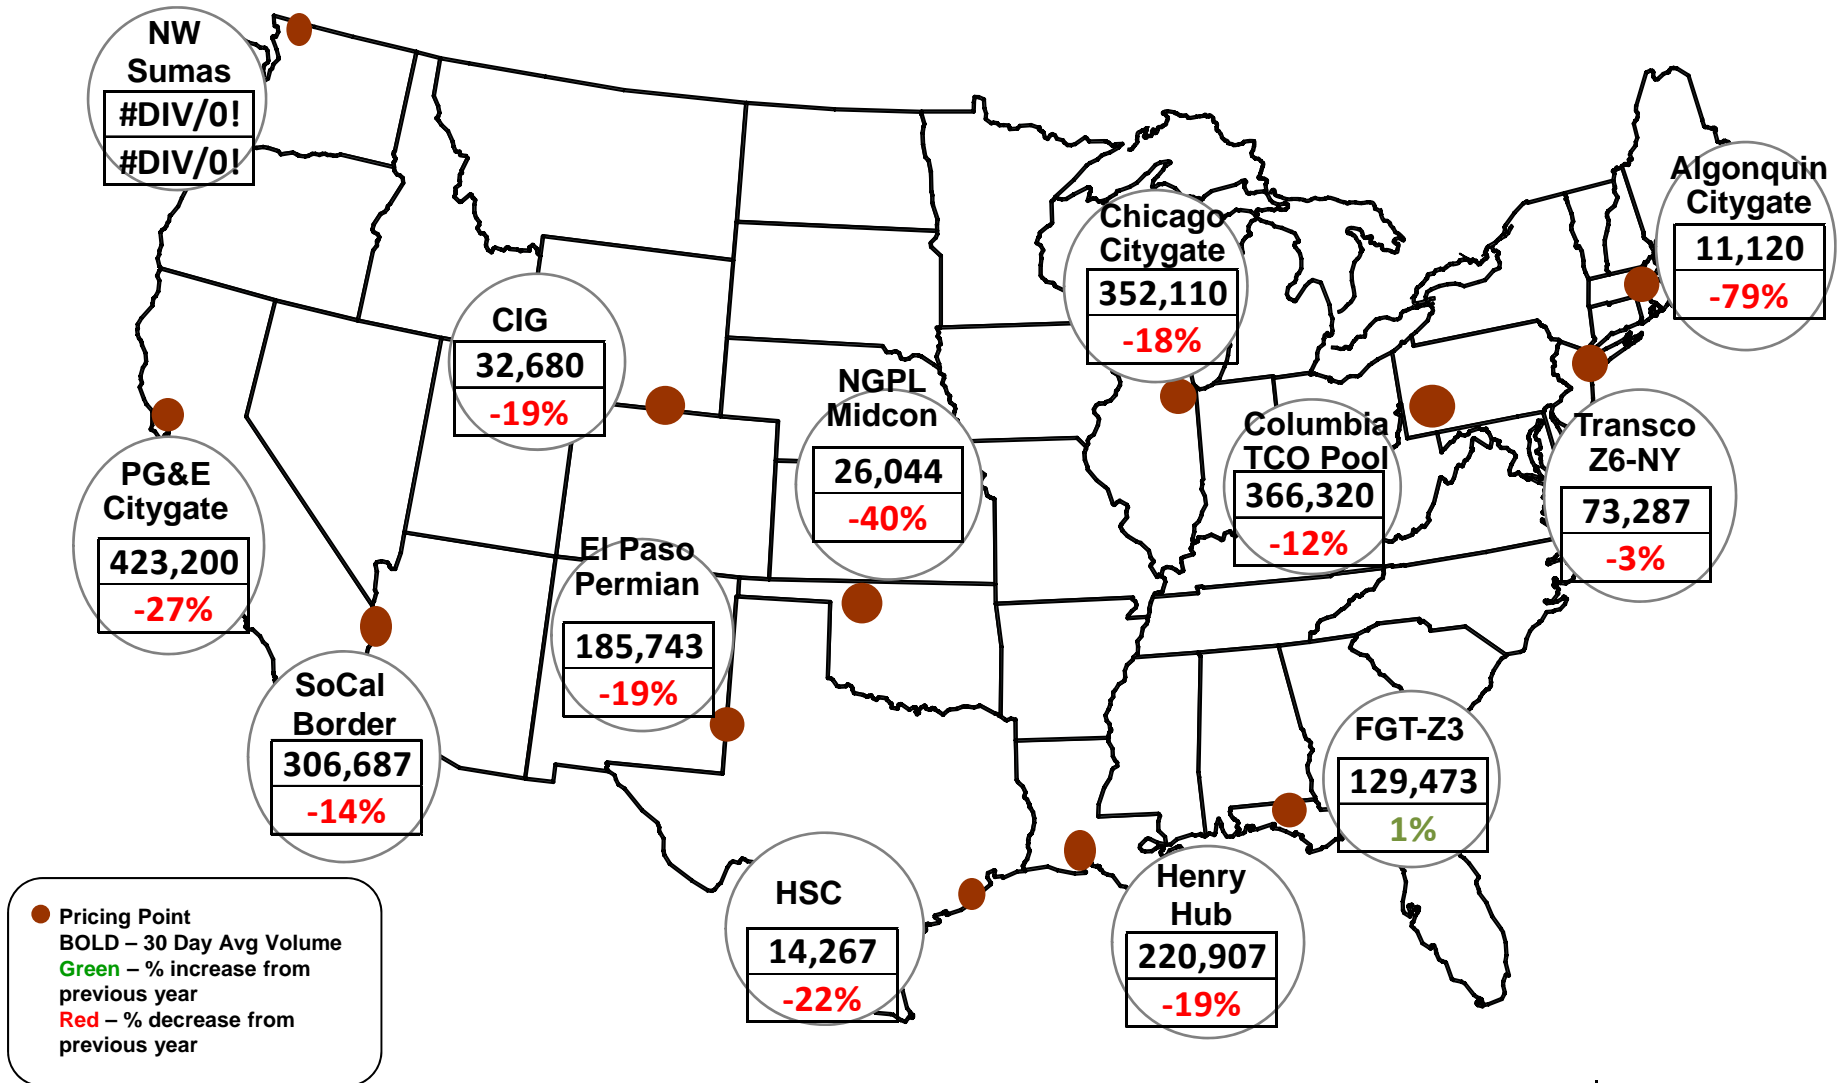 NW
Sumas
#DIV/0!
#DIV/0!
Algonquin
Citygate
11,120
-79%
Chicago
Citygate
352,110
-18%
CIG
32,680
-19%
NGPL
Midcon
26,044
-40%
Columbia
TCO Pool
366,320
-12%
Transco
Z6-NY
73,287
-3%
PG&E
Citygate
423,200
-27%
El Paso
Permian
185,743
-19%
SoCal
Border
306,687
-14%
FGT-Z3
129,473
1%
HSC
14,267
-22%
Henry
Hub
220,907
-19%
Pricing Point
BOLD – 30 Day Avg Volume
Green – % increase from
previous year
Red – % decrease from
previous year